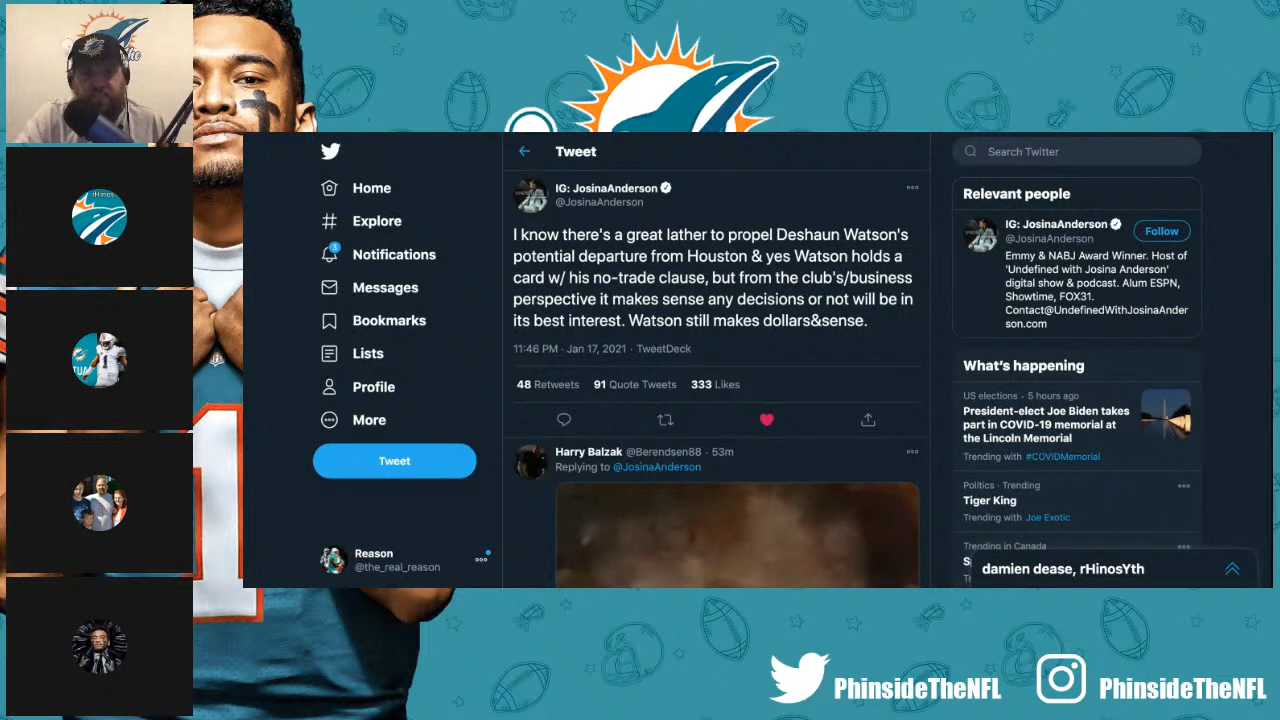 Tweet
Search Twitter
Home
Explore
3
Notifications
Messages
Bookmarks
Lists
Profile
More
Tweet
Reason
@the_real_reason
IG: JosinaAnderson
@JosinaAnderson
I know there's a great lather to propel Deshaun Watson's
potential departure from Houston & yes Watson holds a
card w/ his no-trade clause, but from the club's/business
perspective it makes sense any decisions or not will be in
its best interest. Watson still makes dollars&sense.
11:46 PM · Jan 17, 2021 · TweetDeck
48 Retweets 91 Quote Tweets 333 Likes
Harry Balzak @Berendsen88 · 53m
Replying to @JosinaAnderson
Relevant people
IG: JosinaAnderson
@JosinaAnderson
Follow
Emmy & NABJ Award Winner. Host of
'Undefined with Josina Anderson'
digital show & podcast. Alum ESPN,
Showtime, FOX31.
Contact@UndefinedWithJosinaAnder
son.com
What's happening
US elections · 5 hours ago
President-elect Joe Biden takes
part in COVID-19 memorial at
the Lincoln Memorial
Trending with #COVIDMemorial
Politics · Trending
Tiger King
Trending with Joe Exotic
Trending in Canada
damien dease, rHinosYth
PhinsideTheNFL
PhinsideTheNFL